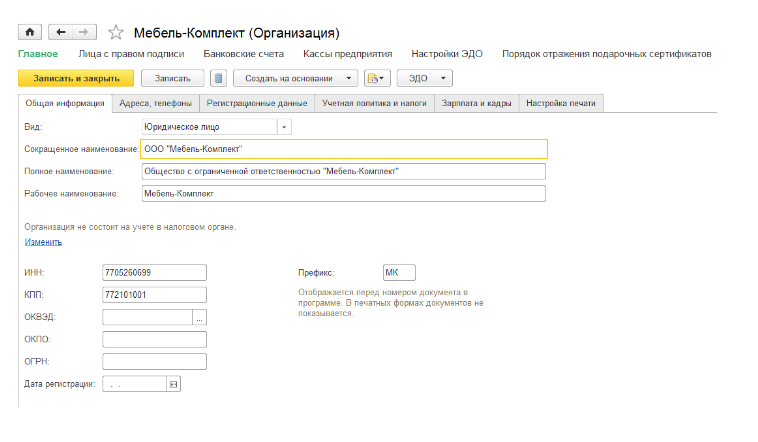 Мебель-Комплект (Организация)
Главное Лица с правом подписи Банковские счета Кассы предприятия Настройки ЭДО Порядок отражения подарочных сертификатов
Записать и закрыть Записать Создать на основании ЭДО
Общая информация Адреса, телефоны Регистрационные данные Учетная политика и налоги Зарплата и кадры Настройка печати
Вид: Юридическое лицо
Сокращенное наименование: ООО "Мебель-Комплект"
Полное наименование: Общество с ограниченной ответственностью "Мебель-Комплект"
Рабочее наименование: Мебель-Комплект
Организация не состоит на учете в налоговом органе.
Изменить
ИНН: 7705260699 Префикс: МК
КПП: 772101001 Отображается перед номером документа в
программе. В печатных формах документов не
показывается.
ОКВЭД: ...
ОКПО:
ОГРН:
Дата регистрации: . .